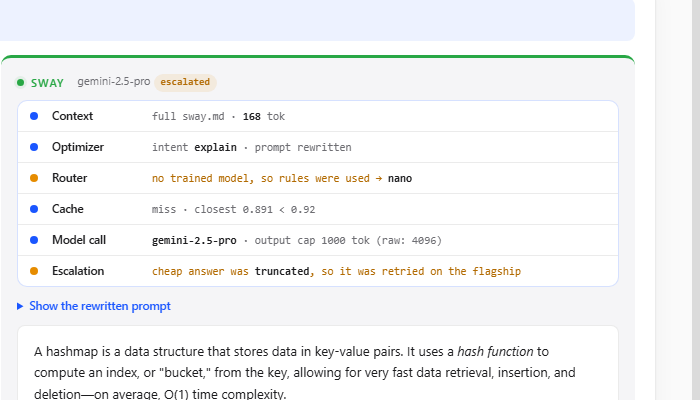 SWAY gemini-2.5-pro escalated
Context full sway.md · 168 tok
Optimizer intent explain · prompt rewritten
Router no trained model, so rules were used → nano
Cache miss · closest 0.891 < 0.92
Model call gemini-2.5-pro · output cap 1000 tok (raw: 4096)
Escalation cheap answer was truncated, so it was retried on the flagship
▶ Show the rewritten prompt
A hashmap is a data structure that stores data in key-value pairs. It uses a hash function to
compute an index, or "bucket," from the key, allowing for very fast data retrieval, insertion, and
deletion—on average, O(1) time complexity.